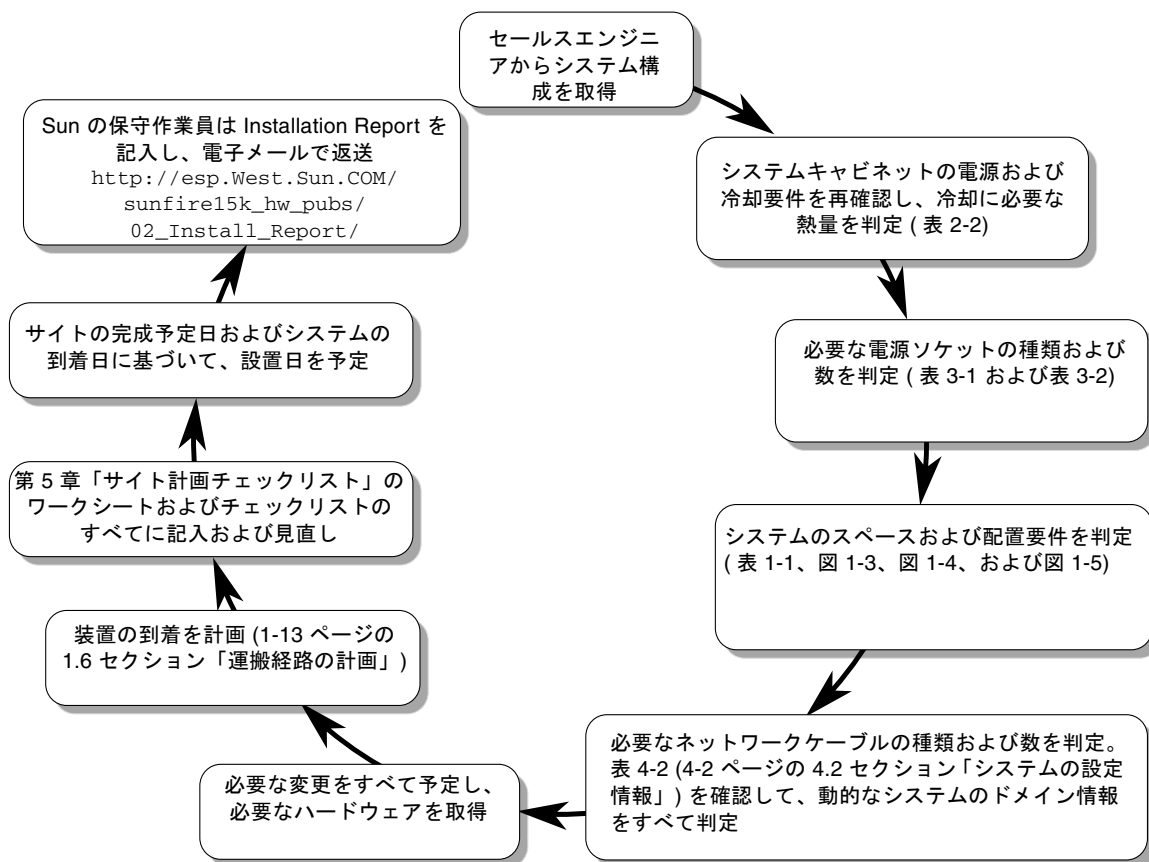 セールスエンジニ
アからシステム構
成を取得
システムキャビネットの電源および
冷却要件を再確認し、冷却に必要な
熱量を判定 ( 表 2-2)
必要な電源ソケットの種類および
数を判定 ( 表 3-1 および表 3-2)
システムのスペースおよび配置要件を判定
( 表 1-1、図 1-3、図 1-4、および図 1-5)
必要なネットワークケーブルの種類および数を判定。
表 4-2 (4-2 ページの 4.2 セクション「システムの設定
情報」) を確認して、動的なシステムのドメイン情報
をすべて判定
必要な変更をすべて予定し、
必要なハードウェアを取得
装置の到着を計画 (1-13 ページの
1.6 セクション「運搬経路の計画」)
第 5 章「サイト計画チェックリスト」の
ワークシートおよびチェックリストの
すべてに記入および見直し
サイトの完成予定日およびシステムの
到着日に基づいて、設置日を予定
Sun の保守作業員は Installation Report を
記入し、電子メールで返送
http://esp.West.Sun.COM/
sunfire15k_hw_pubs/
02_Install_Report/